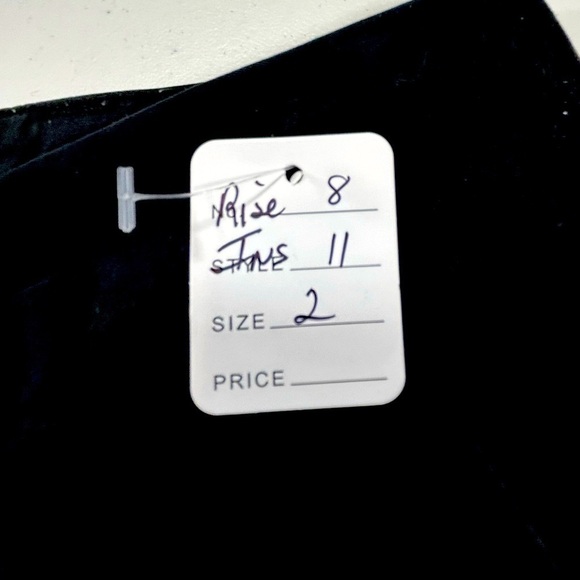 Rise 8
Ins 11
SIZE 2
PRICE